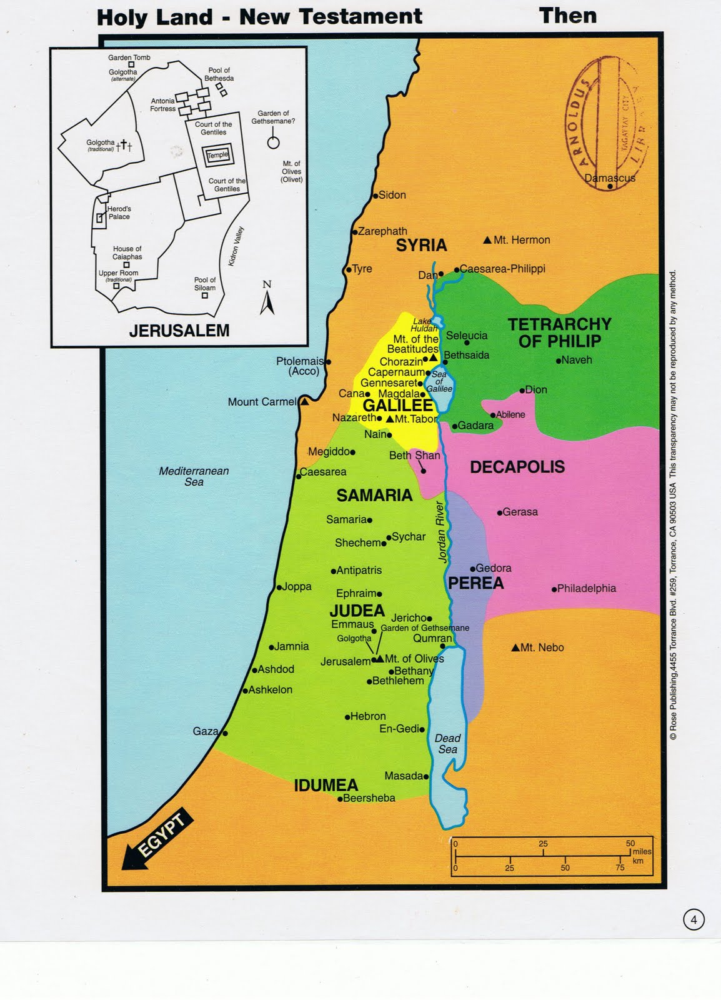 Holy Land - New Testament
Then
Garden Tomb
Golgotha
(alternate)
Pool of
Bethesda
Antonia
Fortress
Garden of
Gethsemane?
Court of the
Gentiles
Golgotha
(traditional)
Temple
Mt. of
Olives
(Olivet)
Court of the
Gentiles
Herod's
Palace
Kidron Valley
House of
Caiaphas
Upper Room
(traditional)
Pool of
Siloam
N
JERUSALEM
ARNOLDUS
TAGAYTAY CITY
Damascus
Sidon
Zarephath
SYRIA
Mt. Hermon
Tyre
Dan
Caesarea-Philippi
Lake
Huldah
TETRARCHY
OF PHILIP
Seleucia
Mt. of the
Beatitudes
Bethsaida
Naveh
Ptolemais
(Acco)
Chorazin
Capernaum
Sea
of
Galilee
Gennesaret
Cana
Magdala
Dion
Mount Carmel
GALILEE
Abilene
Nazareth
Mt.Tabor
Gadara
Nain
Megiddo
Beth Shan
DECAPOLIS
Mediterranean
Sea
Caesarea
SAMARIA
Jordan River
Gerasa
Samaria
Sychar
Shechem
Antipatris
Gedora
PEREA
Joppa
Philadelphia
Ephraim
JUDEA
Jericho
Emmaus
Garden of Gethsemane
Golgotha
Qumran
Jamnia
Mt. Nebo
Jerusalem
Mt. of Olives
Ashdod
Bethany
Bethlehem
Ashkelon
Hebron
En-Gedi
Gaza
Dead
Sea
Masada
IDUMEA
Beersheba
EGYPT
0 25 50
miles
km
0 25 50 75
© Rose Publishing,4455 Torrance Blvd. #259, Torrance, CA 90503 USA This transparency may not be reproduced by any method.
4